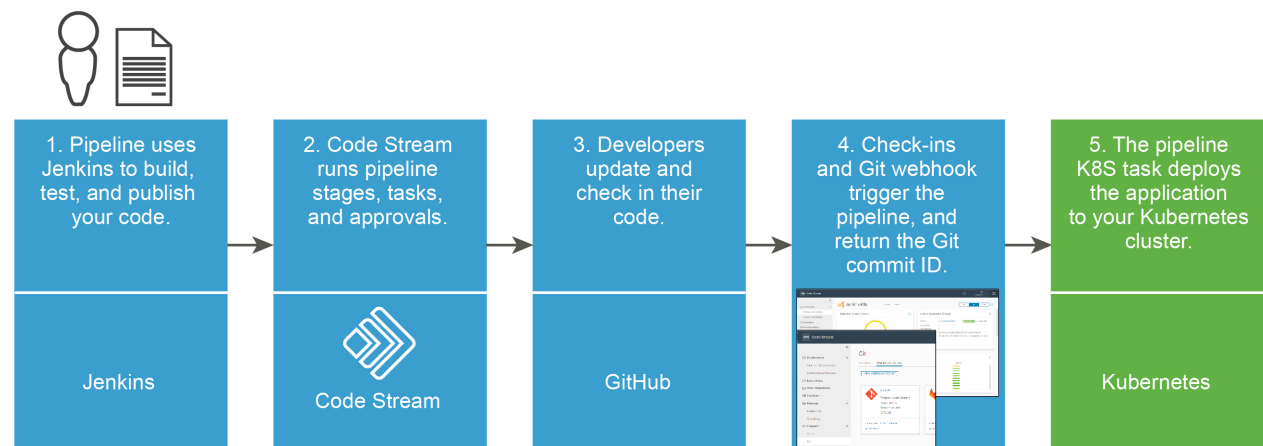 1. Pipeline uses
Jenkins to build,
test, and publish
your code.
Jenkins
2. Code Stream
runs pipeline
stages, tasks,
and approvals.
Code Stream
3. Developers
update and
check in their
code.
GitHub
4. Check-ins
and Git webhook
trigger the
pipeline, and
return the Git
commit ID.
Code Stream
Git
5. The pipeline
K8S task deploys
the application
to your Kubernetes
cluster.
Kubernetes